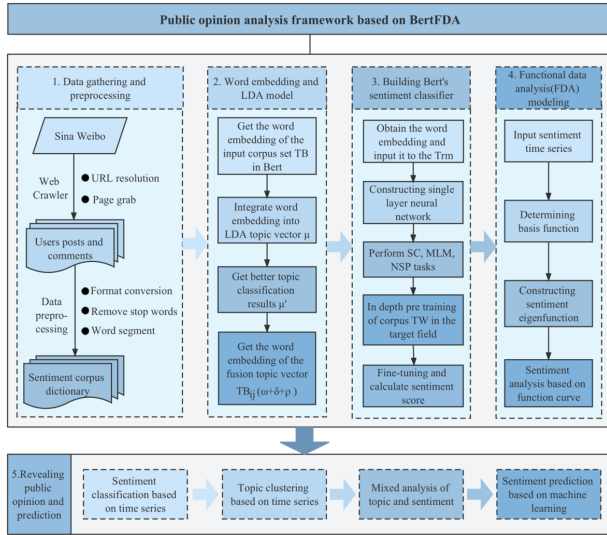 Public opinion analysis framework based on BertFDA
1. Data gathering and
preprocessing
Sina Weibo
Web
Crawler
URL resolution
Page grab
Users posts and
comments
Data
prepro-
cessing
Format conversion
Remove stop words
Word segment
Sentiment corpus
dictionary
2. Word embedding and
LDA model
Get the word
embedding of the
input corpus set TB
in Bert
Integrate word
embedding into
LDA topic vector μ
Get better topic
classification
results μ'
Get the word
embedding of the
fusion topic vector
TBij(ω+δ+ρ )
3. Building Bert's
sentiment classifier
Obtain the word
embedding and
input it to the Trm
Constructing single
layer neural
network
Perform SC, MLM,
NSP tasks
In depth pre training
of corpus TW in the
target field
Fine-tuning and
calculate sentiment
score
4. Functional data
analysis(FDA)
modeling
Input sentiment
time series
Determining
basis function
Constructing
sentiment
eigenfunction
Sentiment
analysis based on
function curve
5.Revealing
public
opinion and
prediction
Sentiment
classification based
on time series
Topic clustering
based on time series
Mixed analysis of
topic and sentiment
Sentiment prediction
based on machine
learning